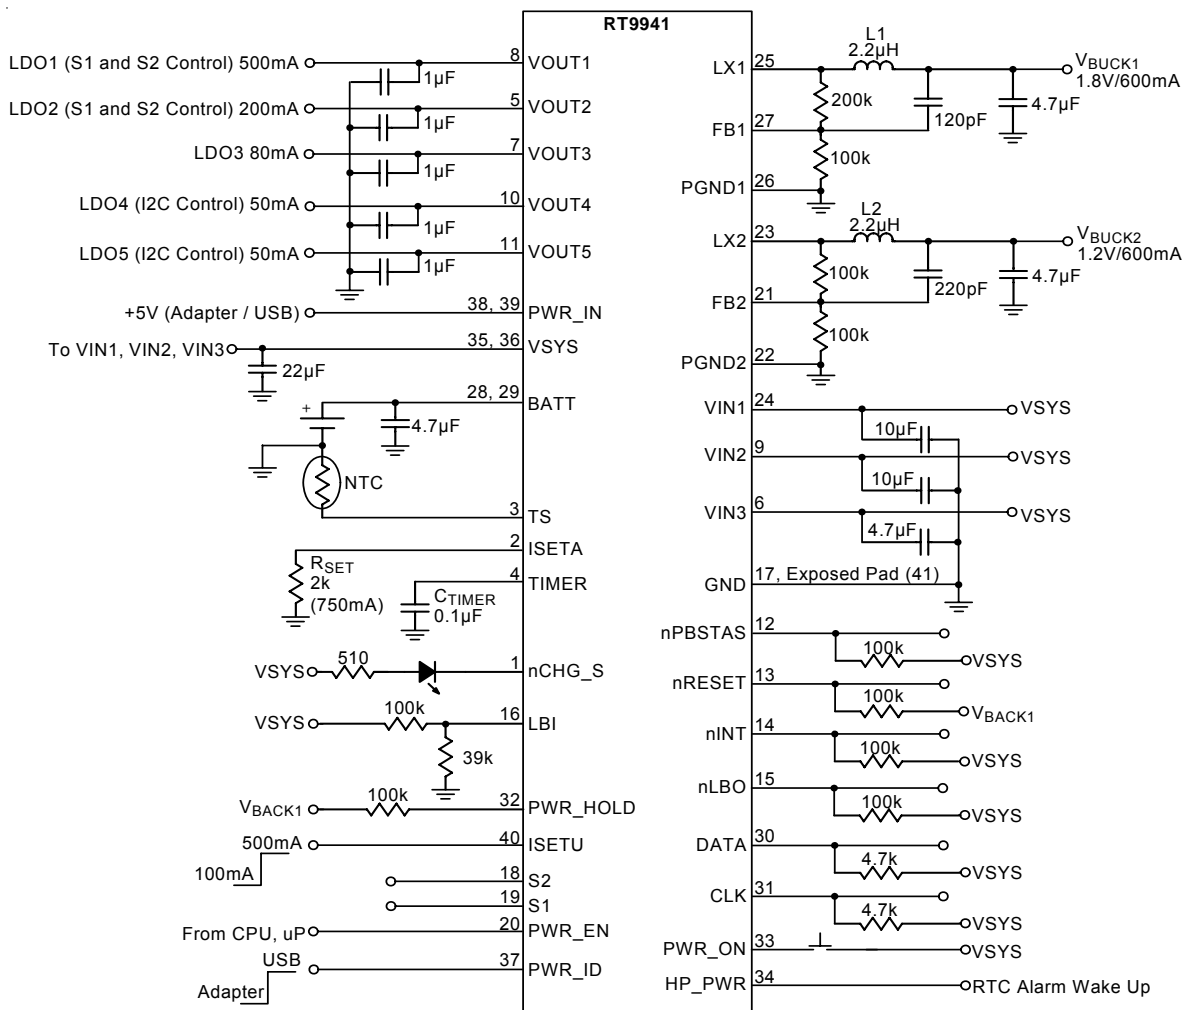 RT9941
LDO1 (S1 and S2 Control) 500mA
8
VOUT1
1µF
LDO2 (S1 and S2 Control) 200mA
5
VOUT2
1µF
LDO3 80mA
7
VOUT3
1µF
LDO4 (I2C Control) 50mA
10
VOUT4
1µF
LDO5 (I2C Control) 50mA
11
VOUT5
1µF
+5V (Adapter / USB)
38, 39
PWR_IN
To VIN1, VIN2, VIN3
35, 36
VSYS
22µF
28, 29
BATT
+
4.7µF
NTC
3
TS
2
ISETA
RSET
2k
(750mA)
4
TIMER
CTIMER
0.1µF
VSYS
510
1
nCHG_S
VSYS
100k
16
LBI
39k
VBACK1
100k
32
PWR_HOLD
500mA
100mA
40
ISETU
18
S2
19
S1
From CPU, uP
20
PWR_EN
USB
Adapter
37
PWR_ID
LX1
25
L1
2.2µH
VBUCK1
1.8V/600mA
200k
120pF
4.7µF
FB1
27
100k
PGND1
26
LX2
23
L2
2.2µH
VBUCK2
1.2V/600mA
100k
220pF
4.7µF
FB2
21
100k
PGND2
22
VIN1
24
VSYS
10µF
VIN2
9
VSYS
10µF
VIN3
6
VSYS
4.7µF
GND
17, Exposed Pad (41)
nPBSTAS
12
100k
VSYS
nRESET
13
100k
VBACK1
nINT
14
100k
VSYS
nLBO
15
100k
VSYS
DATA
30
4.7k
VSYS
CLK
31
4.7k
VSYS
PWR_ON
33
VSYS
HP_PWR
34
RTC Alarm Wake Up